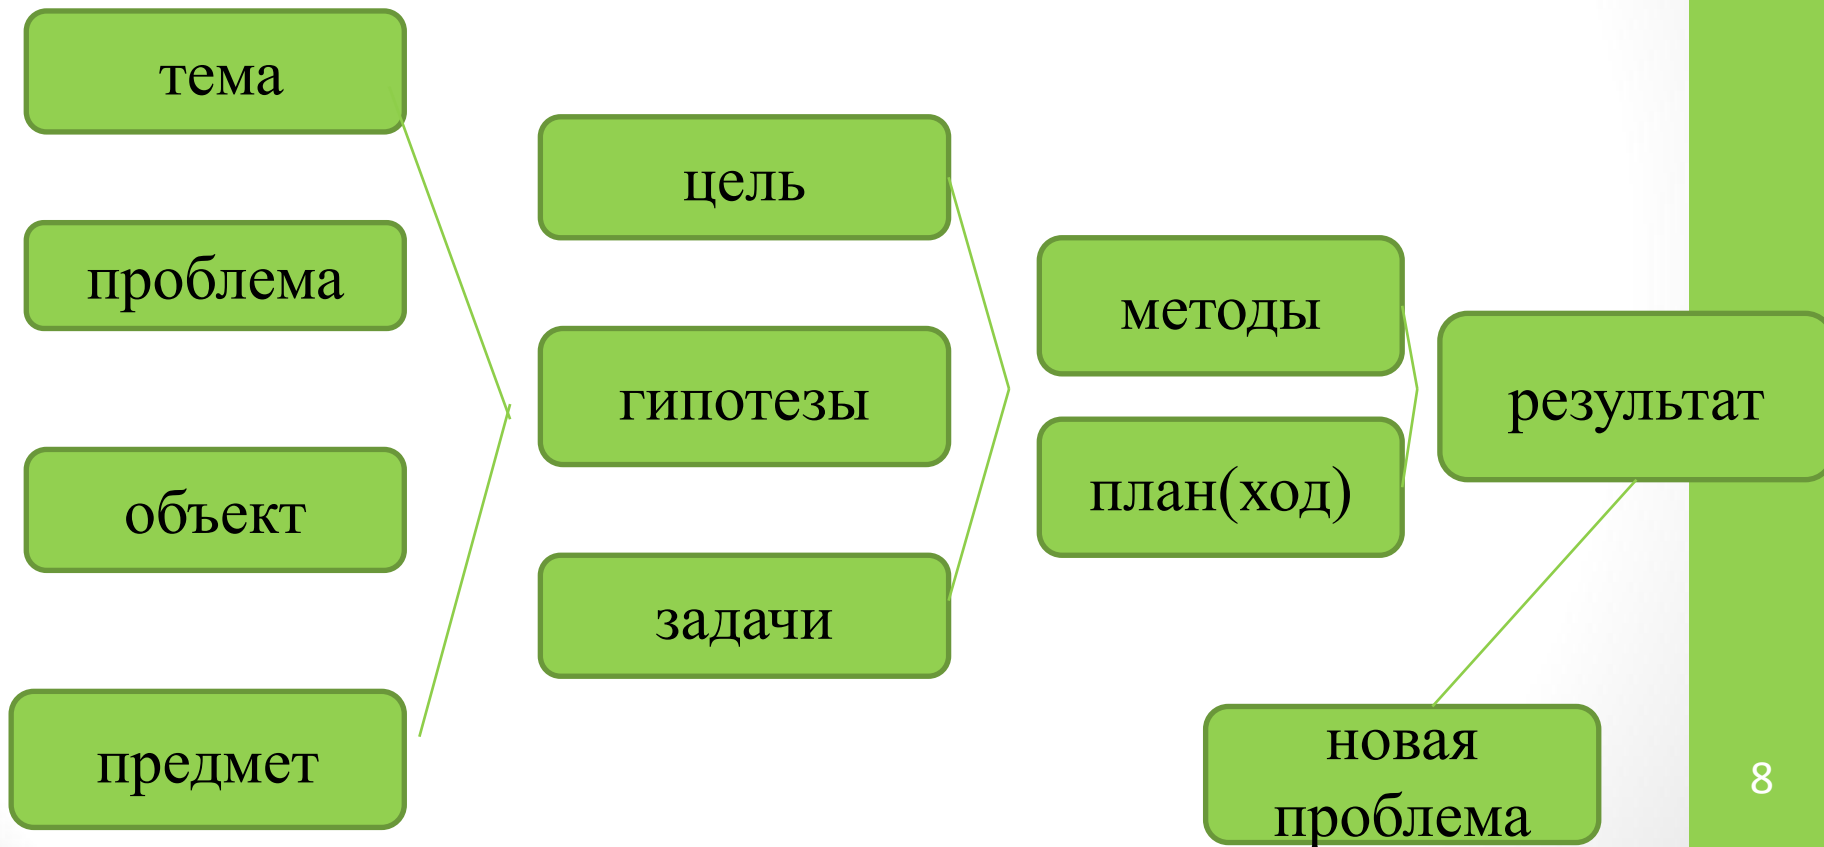 тема
проблема
объект
предмет
цель
гипотезы
задачи
методы
план(ход)
результат
новая
проблема
8